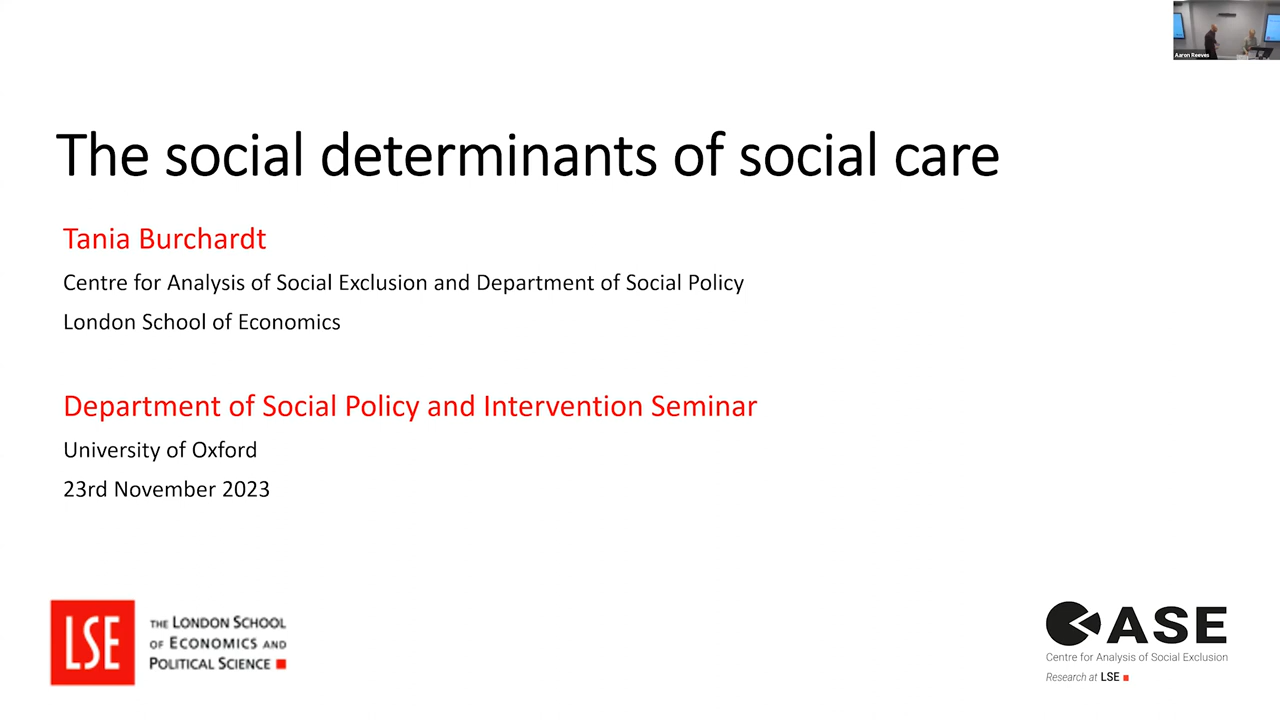 Aaron Reeves
The social determinants of social care
Tania Burchardt
Centre for Analysis of Social Exclusion and Department of Social Policy
London School of Economics
Department of Social Policy and Intervention Seminar
University of Oxford
23rd November 2023
LSE
THE LONDON SCHOOL
OF ECONOMICS AND
POLITICAL SCIENCE
CASE
Centre for Analysis of Social Exclusion
Research at LSE